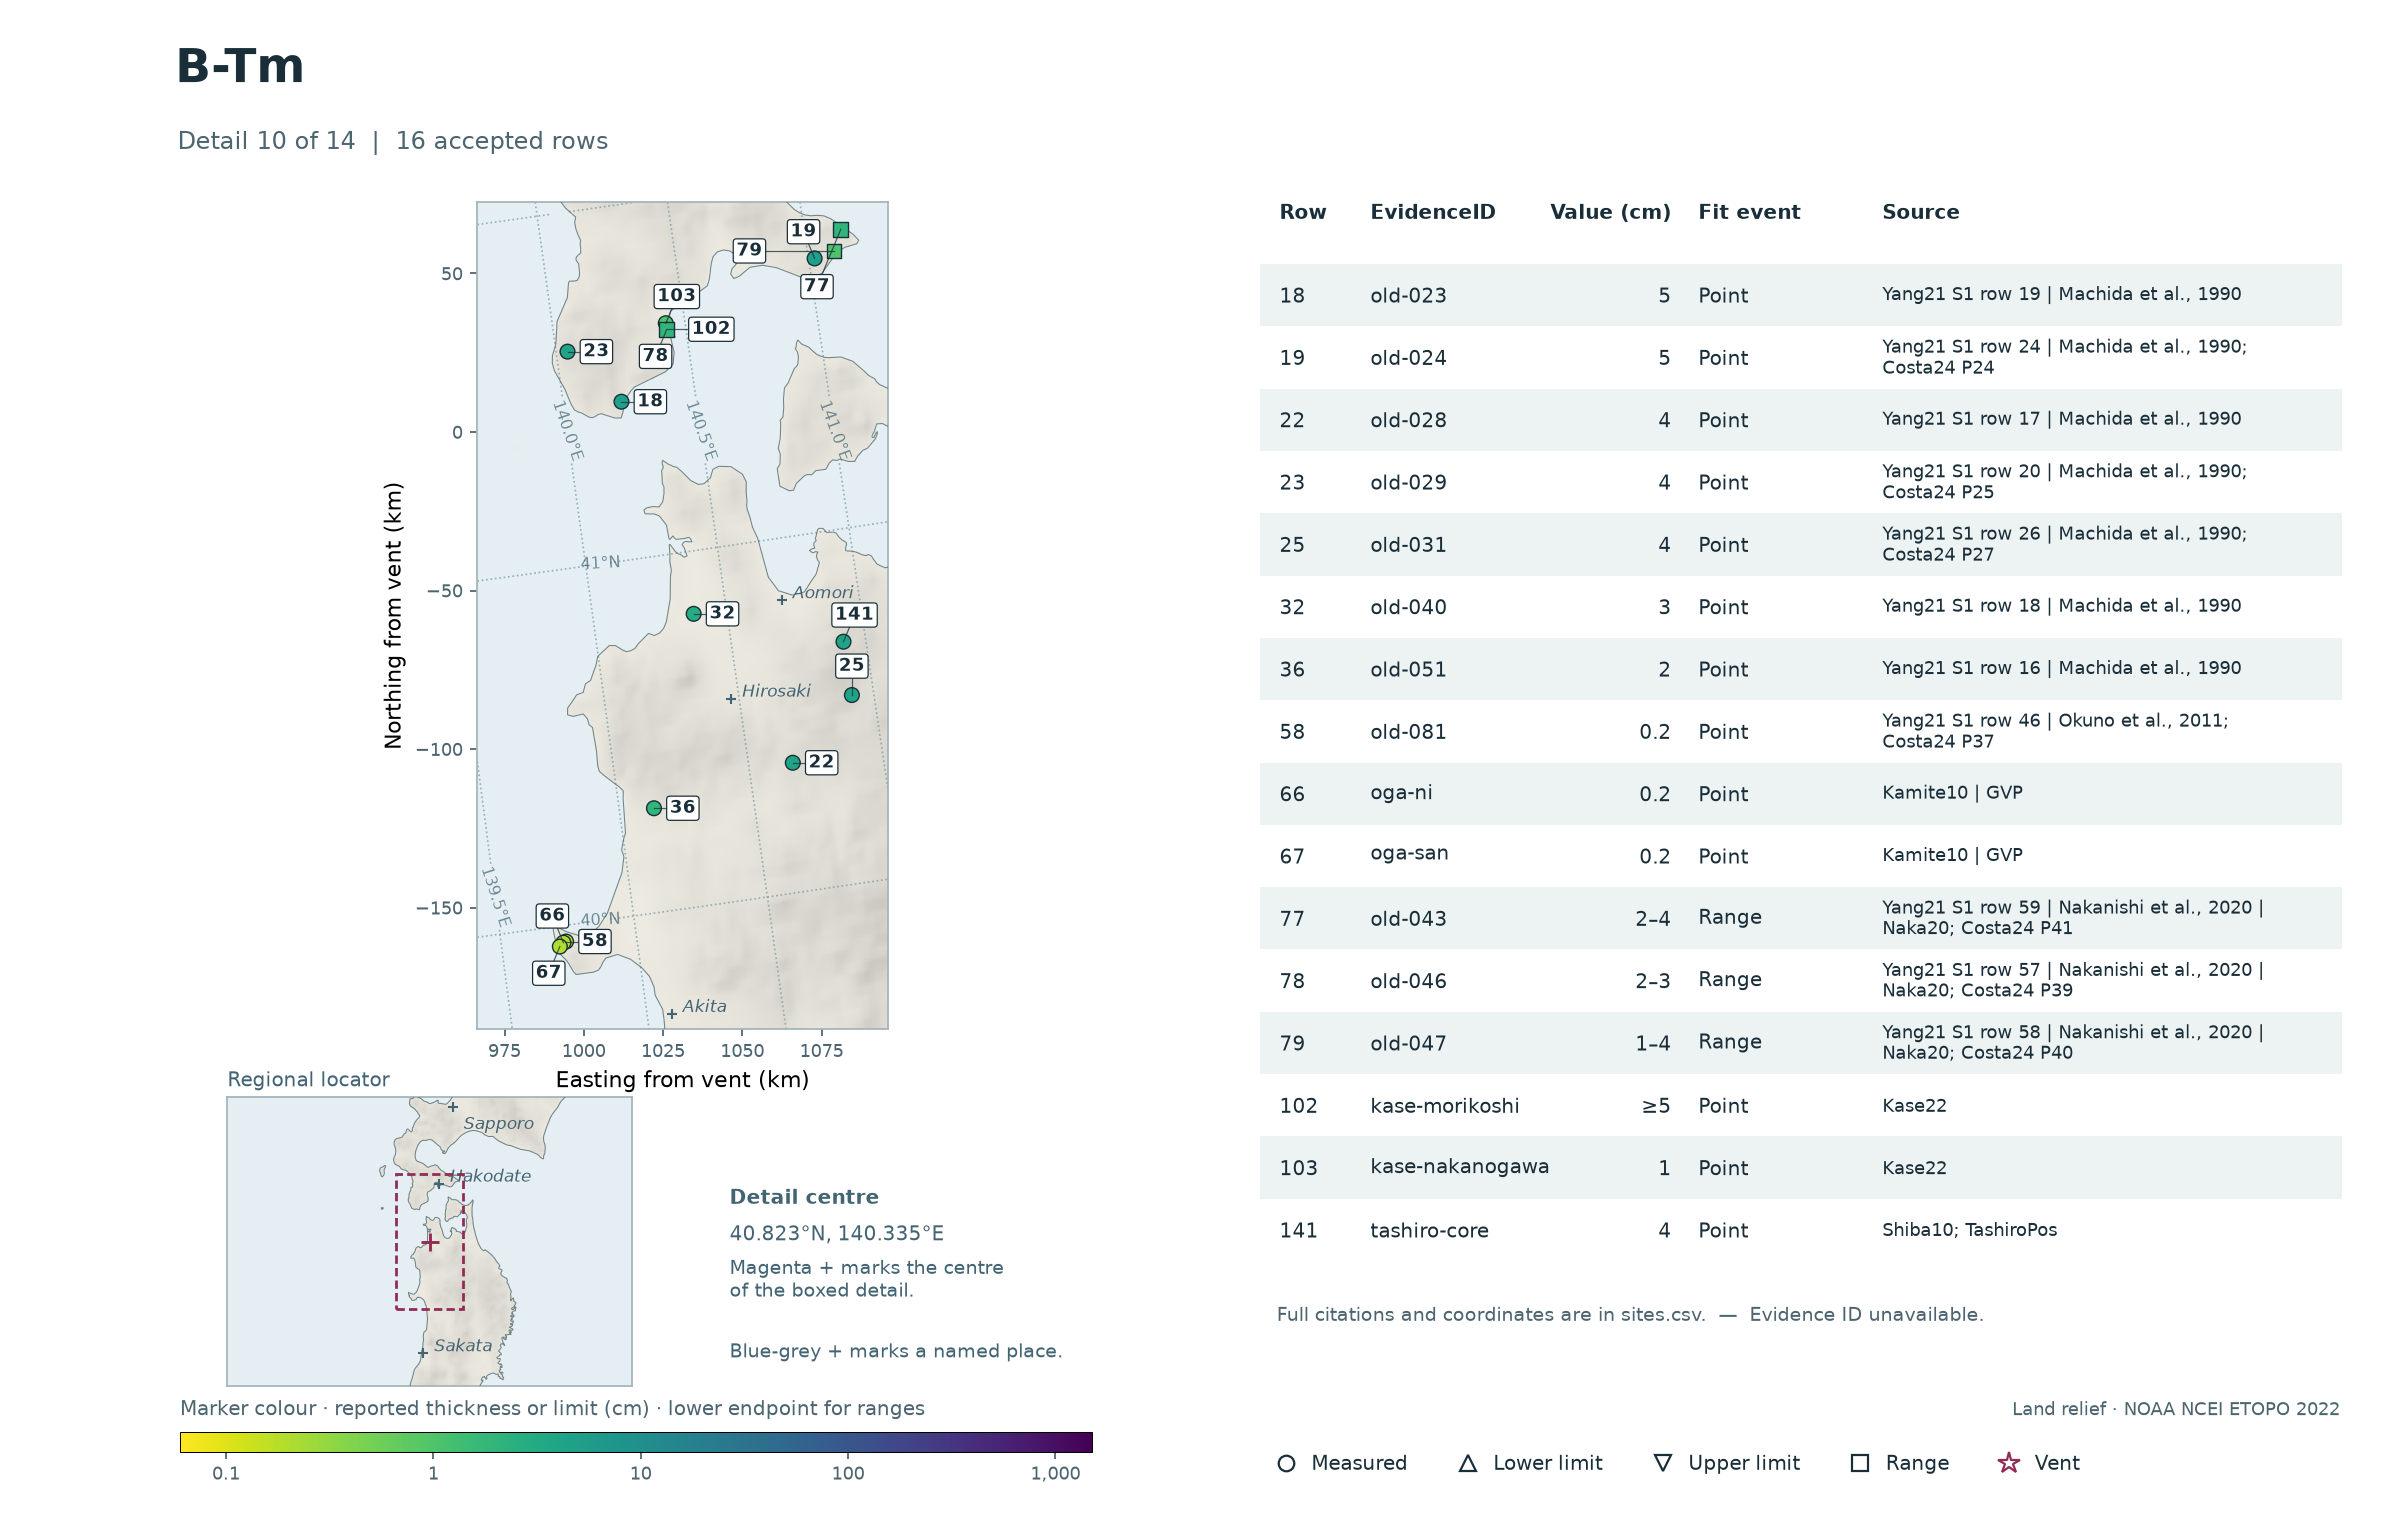 B-Tm
Detail 10 of 14 | 16 accepted rows
Northing from vent (km)
50
0
−50
−100
−150
975 1000 1025 1050 1075
Easting from vent (km)
19
79
77
103
102
78
23
18
140.0°E
140.5°E
141.0°E
41°N
Aomori
32
141
25
Hirosaki
22
36
139.5°E
66
40°N
58
67
Akita
Regional locator
Sapporo
Hakodate
Sakata
Detail centre
40.823°N, 140.335°E
Magenta + marks the centre
of the boxed detail.
Blue-grey + marks a named place.
Marker colour · reported thickness or limit (cm) · lower endpoint for ranges
0.1 1 10 100 1,000
Row EvidenceID Value (cm) Fit event Source
18 old-023 5 Point Yang21 S1 row 19 | Machida et al., 1990
19 old-024 5 Point Yang21 S1 row 24 | Machida et al., 1990;
Costa24 P24
22 old-028 4 Point Yang21 S1 row 17 | Machida et al., 1990
23 old-029 4 Point Yang21 S1 row 20 | Machida et al., 1990;
Costa24 P25
25 old-031 4 Point Yang21 S1 row 26 | Machida et al., 1990;
Costa24 P27
32 old-040 3 Point Yang21 S1 row 18 | Machida et al., 1990
36 old-051 2 Point Yang21 S1 row 16 | Machida et al., 1990
58 old-081 0.2 Point Yang21 S1 row 46 | Okuno et al., 2011;
Costa24 P37
66 oga-ni 0.2 Point Kamite10 | GVP
67 oga-san 0.2 Point Kamite10 | GVP
77 old-043 2–4 Range Yang21 S1 row 59 | Nakanishi et al., 2020 |
Naka20; Costa24 P41
78 old-046 2–3 Range Yang21 S1 row 57 | Nakanishi et al., 2020 |
Naka20; Costa24 P39
79 old-047 1–4 Range Yang21 S1 row 58 | Nakanishi et al., 2020 |
Naka20; Costa24 P40
102 kase-morikoshi ≥5 Point Kase22
103 kase-nakanogawa 1 Point Kase22
141 tashiro-core 4 Point Shiba10; TashiroPos
Full citations and coordinates are in sites.csv. — Evidence ID unavailable.
Land relief · NOAA NCEI ETOPO 2022
Measured Lower limit Upper limit Range Vent